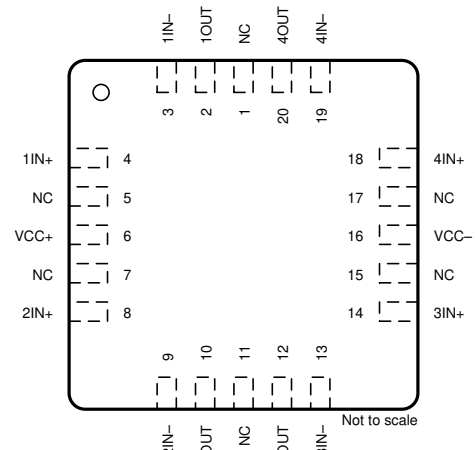 1IN–
1OUT
NC
4OUT
4IN–
3
2
1
20
19
1IN+
4
18
4IN+
NC
5
17
NC
VCC+
6
16
VCC–
NC
7
15
NC
2IN+
8
14
3IN+
9
10
11
12
13
Not to scale
NC